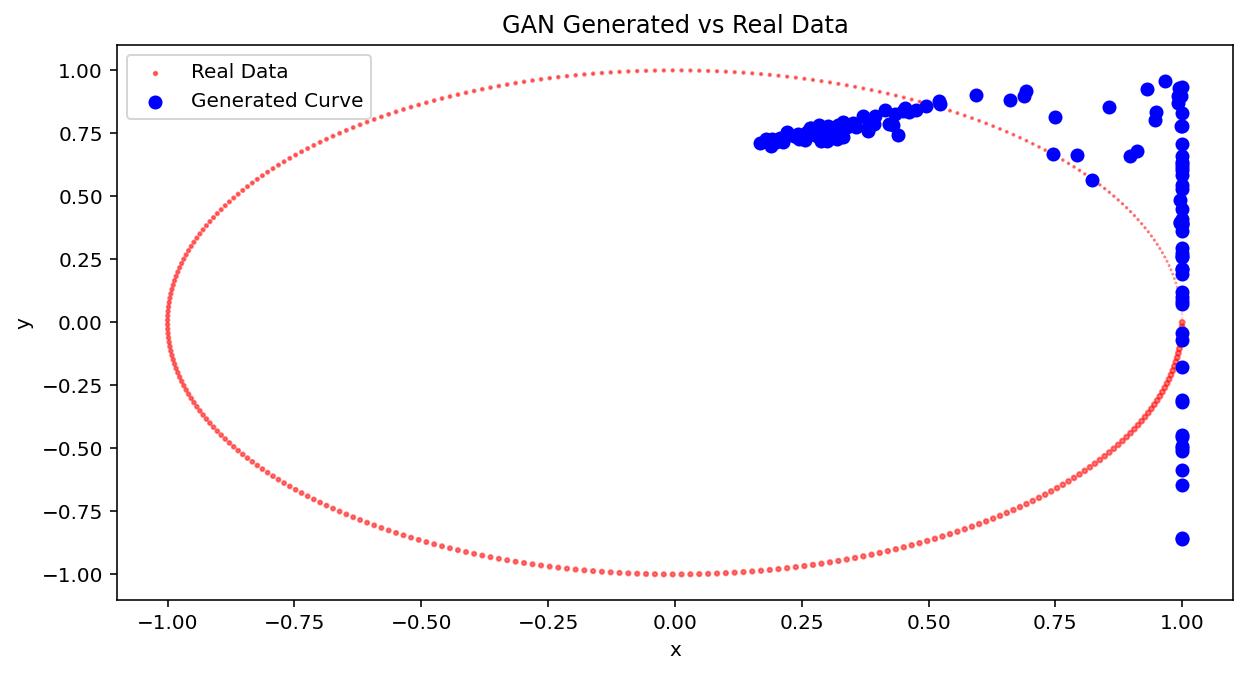 GAN Generated vs Real Data
Real Data
Generated Curve
1.00
0.75
0.50
0.25
0.00
−0.25
−0.50
−0.75
−1.00
y
−1.00 −0.75 −0.50 −0.25 0.00 0.25 0.50 0.75 1.00
x